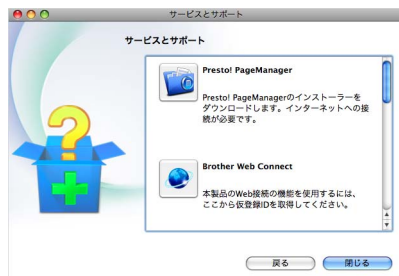 サービスとサポート
サービスとサポート
Presto! PageManager
Presto! PageManagerのインストーラーを
ダウンロードします。インターネットへの接
続が必要です。
Brother Web Connect
本製品のWeb接続の機能を使用するには、
ここから仮登録IDを取得してください。
戻る
閉じる